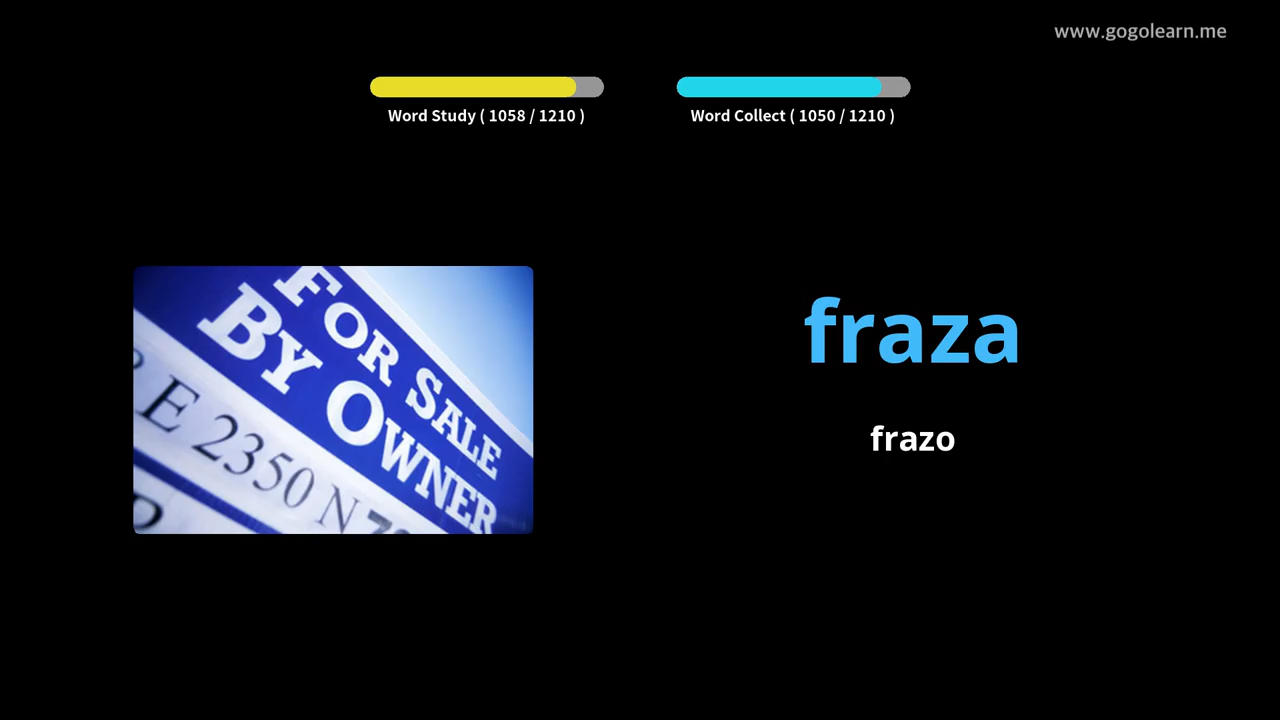 www.gogolearn.me
Word Study ( 1058 / 1210 )
Word Collect ( 1050 / 1210 )
FOR SALE
BY OWNER
E 2350 N
fraza
frazo